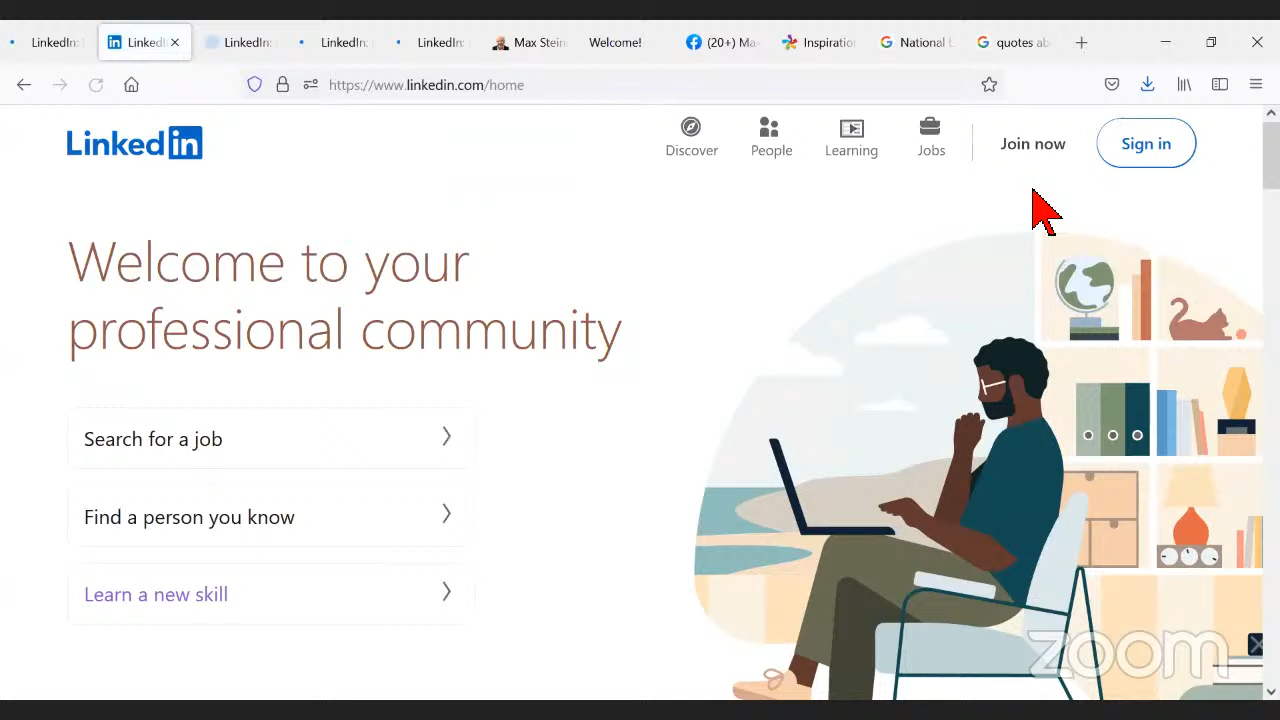 LinkedIn:
LinkedI
LinkedIn:
LinkedIn:
LinkedIn:
Max Stein
Welcome!
(20+) Ma
Inspiratio
National
quotes ab
https://www.linkedin.com/home
Linkedin
Discover
People
Learning
Jobs
Join now
Sign in
Welcome to your
professional community
Search for a job
Find a person you know
Learn a new skill
zoom